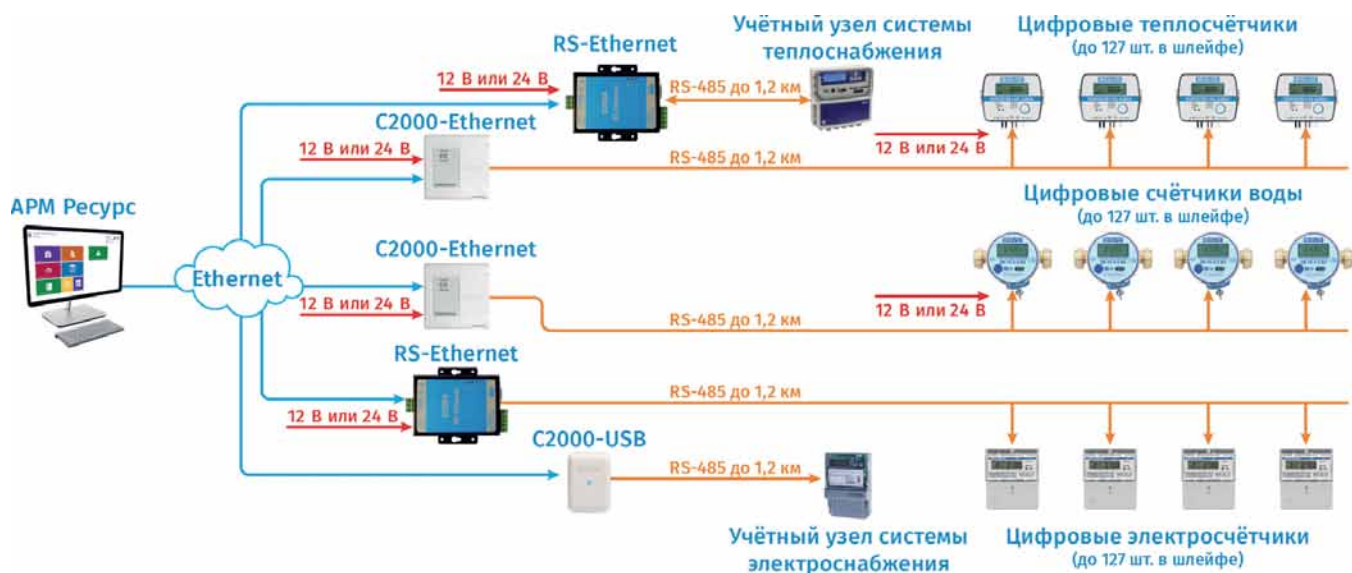 RS-Ethernet
Учётный узел системы
теплоснабжения
Цифровые теплосчётчики
(до 127 шт. в шлейфе)
12 В или 24 В
RS-485 до 1,2 км
C2000-Ethernet
12 В или 24 В
12 В или 24 В
RS-485 до 1,2 км
АРМ Ресурс
Цифровые счётчики воды
(до 127 шт. в шлейфе)
C2000-Ethernet
Ethernet
12 В или 24 В
12 В или 24 В
RS-485 до 1,2 км
RS-Ethernet
RS-485 до 1,2 км
12 В или 24 В
C2000-USB
RS-485 до 1,2 км
Учётный узел системы
электроснабжения
Цифровые электросчётчики
(до 127 шт. в шлейфе)